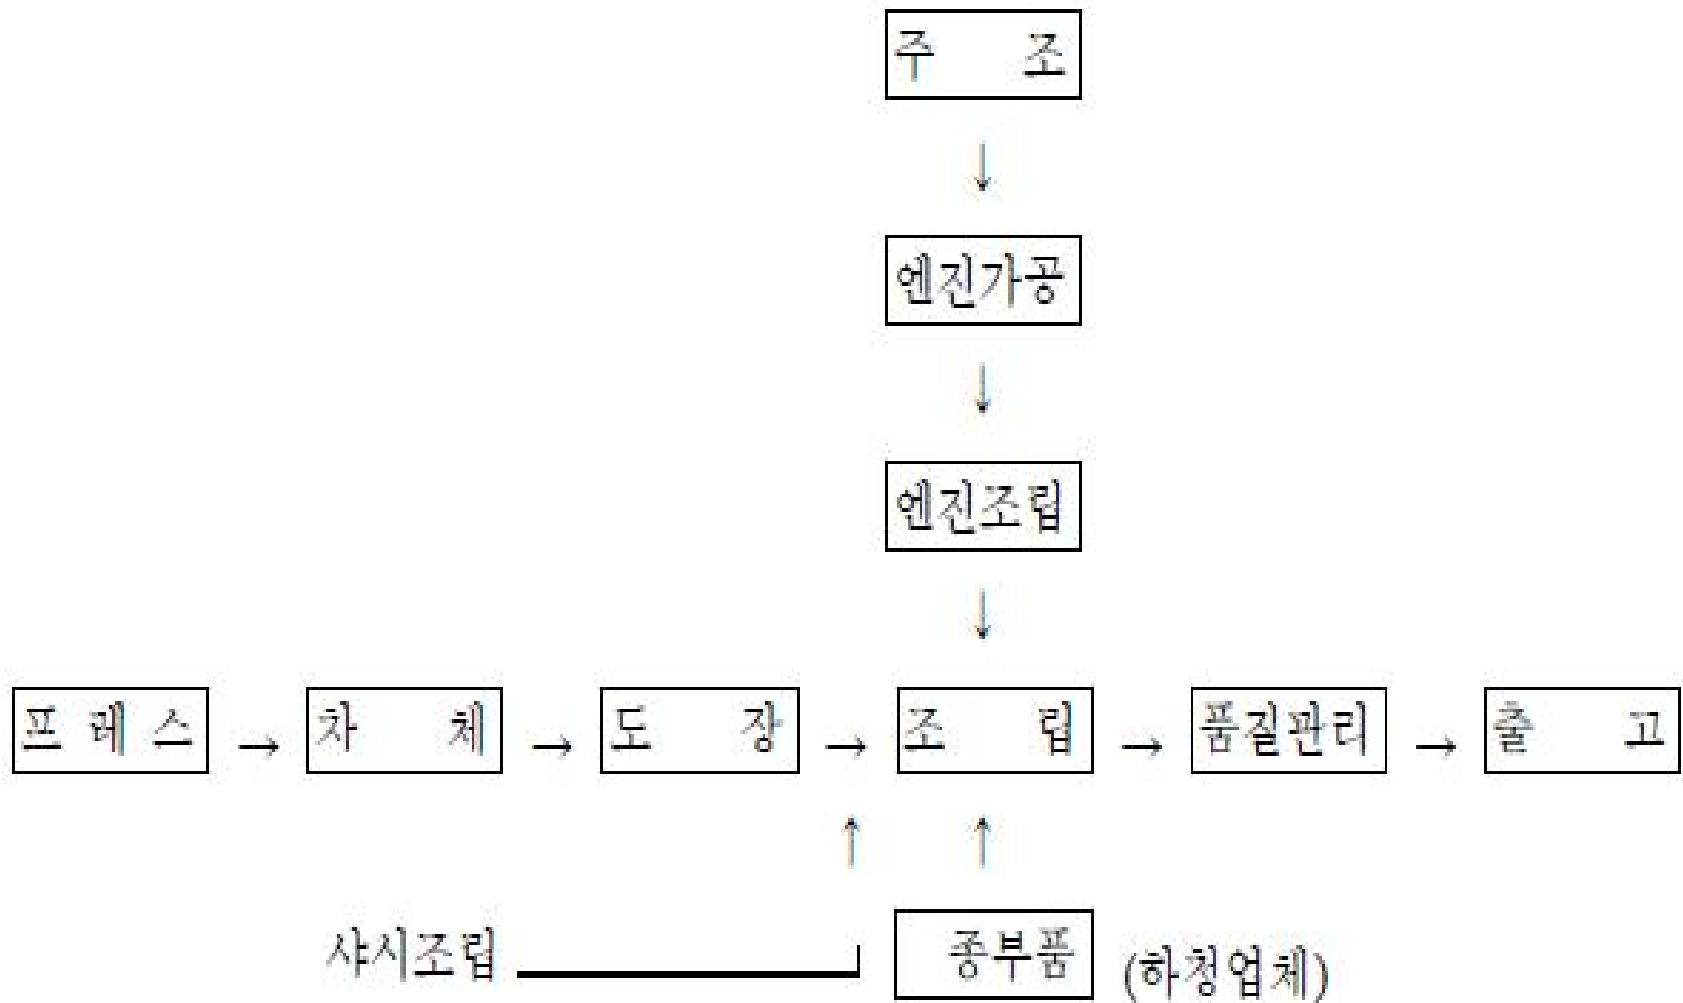 주 조
↓
엔진가공
↓
엔진조립
↓
프 레 스 → 차 체 → 도 장 → 조 립 → 품질관리 → 출 고
↑ ↑
샤시조립 종부품 (하청업체)